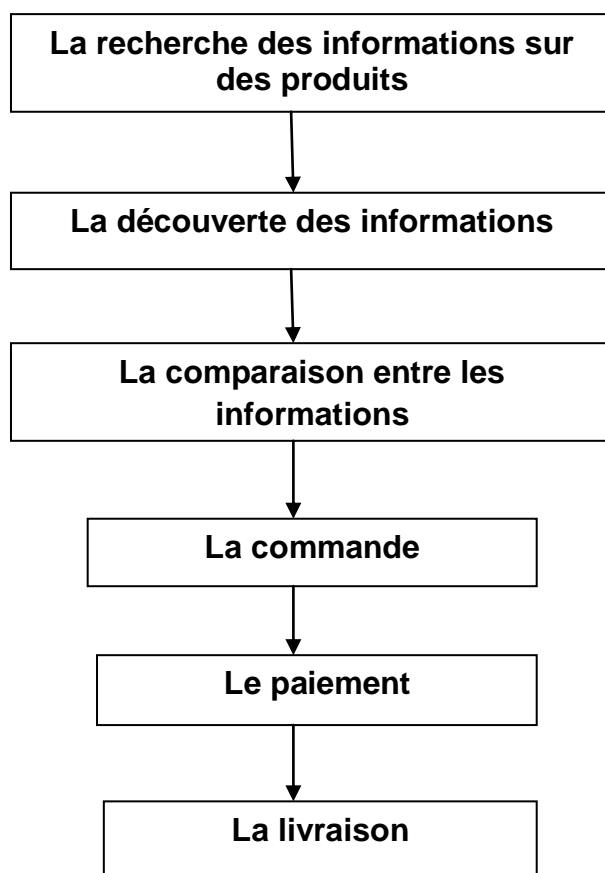 La recherche des informations sur
des produits
La découverte des informations
La comparaison entre les
informations
La commande
Le paiement
La livraison